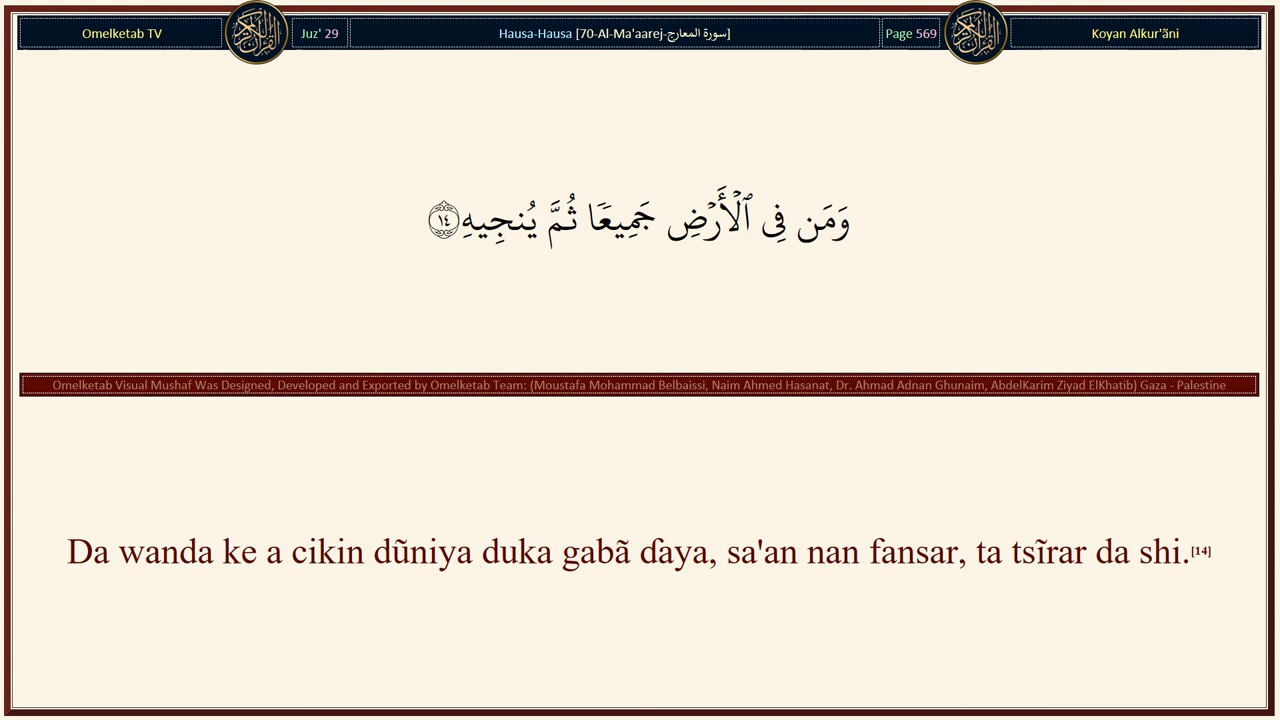 Omelketab TV
Juz' 29
Hausa-Hausa [70-Al-Ma'aarej-سورة المعارج]
Page 569
Koyan Alƙur'ãni
وَمَن فِى ٱلْأَرْضِ جَمِيعًا ثُمَّ يُنجِيهِ ١٤
Omelketab Visual Mushaf Was Designed, Developed and Exported by Omelketab Team: (Moustafa Mohammad Belbaissi, Naim Ahmed Hasanat, Dr. Ahmad Adnan Ghunaim, AbdelKarim Ziyad ElKhatib) Gaza - Palestine
Da wanda ke a cikin dũniya duka gabã ɗaya, sa'an nan fansar, ta tsĩrar da shi.[14]